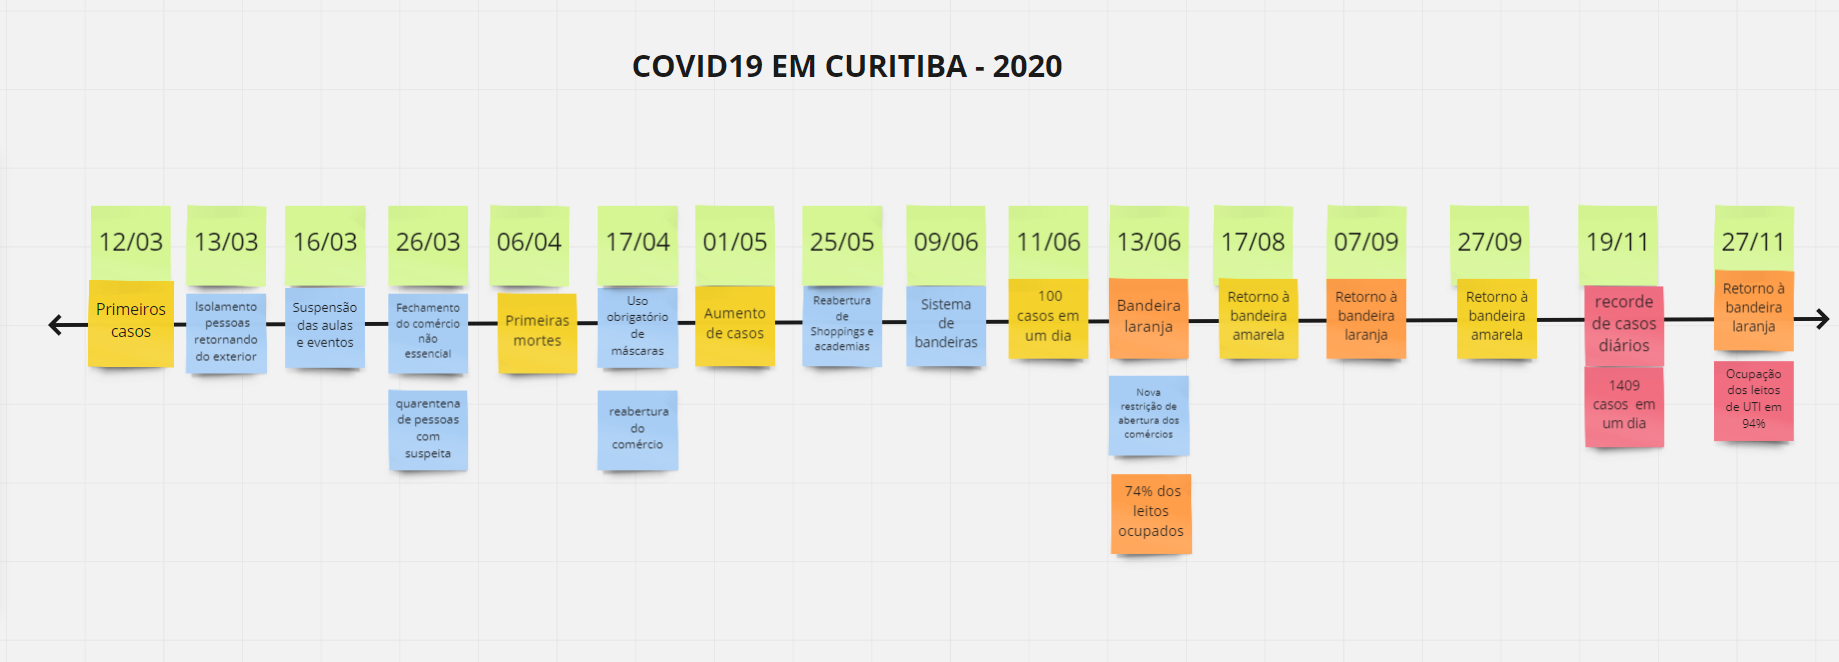 COVID19 EM CURITIBA - 2020
12/03
Primeiros
casos
13/03
Isolamento
pessoas
retornando
do exterior
16/03
Suspensão
das aulas
e eventos
26/03
Fechamento
do comércio
não
essencial
quarentena
de pessoas
com
suspeita
06/04
Primeiras
mortes
17/04
Uso
obrigatório
de
máscaras
reabertura
do
comércio
01/05
Aumento
de casos
25/05
Reabertura
de
Shoppings e
academias
09/06
Sistema
de
bandeiras
11/06
100
casos em
um dia
13/06
Bandeira
laranja
Nova
restrição de
abertura dos
comércios
74% dos
leitos
ocupados
17/08
Retorno à
bandeira
amarela
07/09
Retorno à
bandeira
laranja
27/09
Retorno à
bandeira
amarela
19/11
recorde
de casos
diários
1409
casos em
um dia
27/11
Retorno à
bandeira
laranja
Ocupação
dos leitos
de UTI em
94%